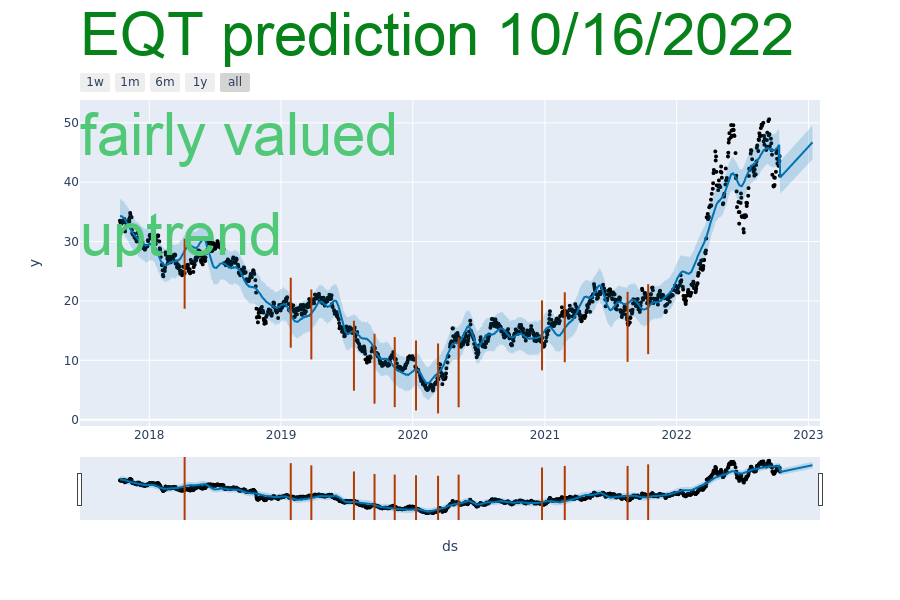 EQT prediction 10/16/2022
1w 1m 6m 1y all
fairly valued
uptrend
y
50
40
30
20
10
0
2018 2019 2020 2021 2022 2023
ds